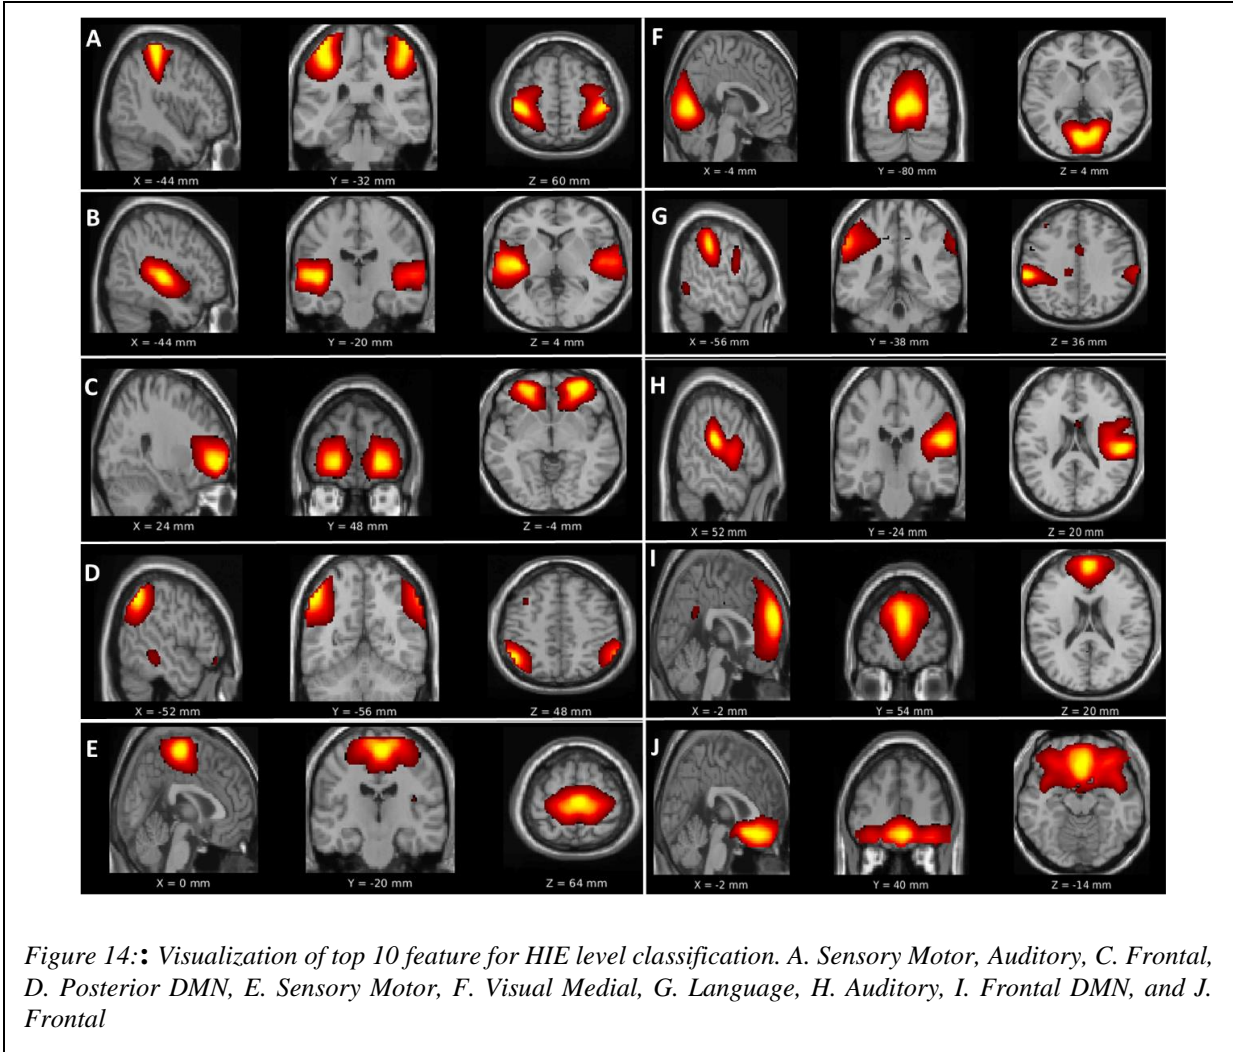 A
X = -44 mm Y = -32 mm Z = 60 mm
B
X = -44 mm Y = -20 mm Z = 4 mm
C
X = 24 mm Y = 48 mm Z = -4 mm
D
X = -52 mm Y = -56 mm Z = 48 mm
E
X = 0 mm Y = -20 mm Z = 64 mm
F
X = -4 mm Y = -80 mm Z = 4 mm
G
X = -56 mm Y = -38 mm Z = 36 mm
H
X = 52 mm Y = -24 mm Z = 20 mm
I
X = -2 mm Y = 54 mm Z = 20 mm
J
X = -2 mm Y = 40 mm Z = -14 mm
Figure 14:: Visualization of top 10 feature for HIE level classification. A. Sensory Motor, Auditory, C. Frontal,
D. Posterior DMN, E. Sensory Motor, F. Visual Medial, G. Language, H. Auditory, I. Frontal DMN, and J.
Frontal